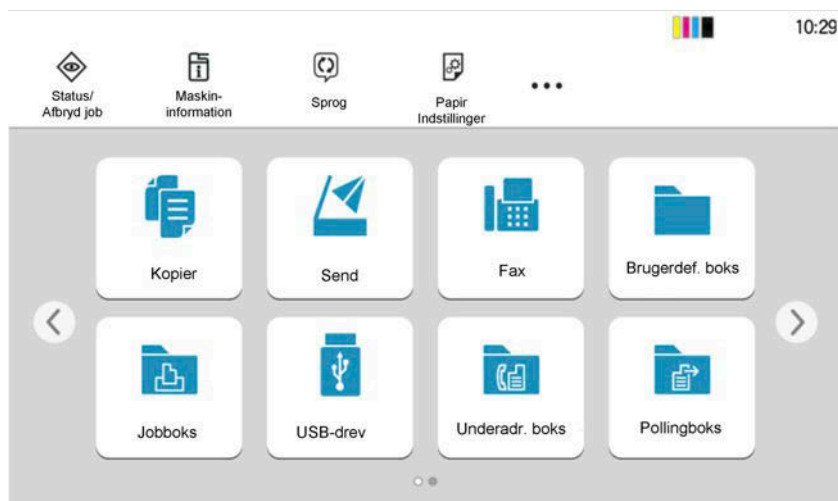 10:29
Status/
Afbryd job
Maskin-
information
Sprog
Papir
Indstillinger
Kopier
Send
Fax
Brugerdef. boks
Jobboks
USB-drev
Underadr. boks
Pollingboks